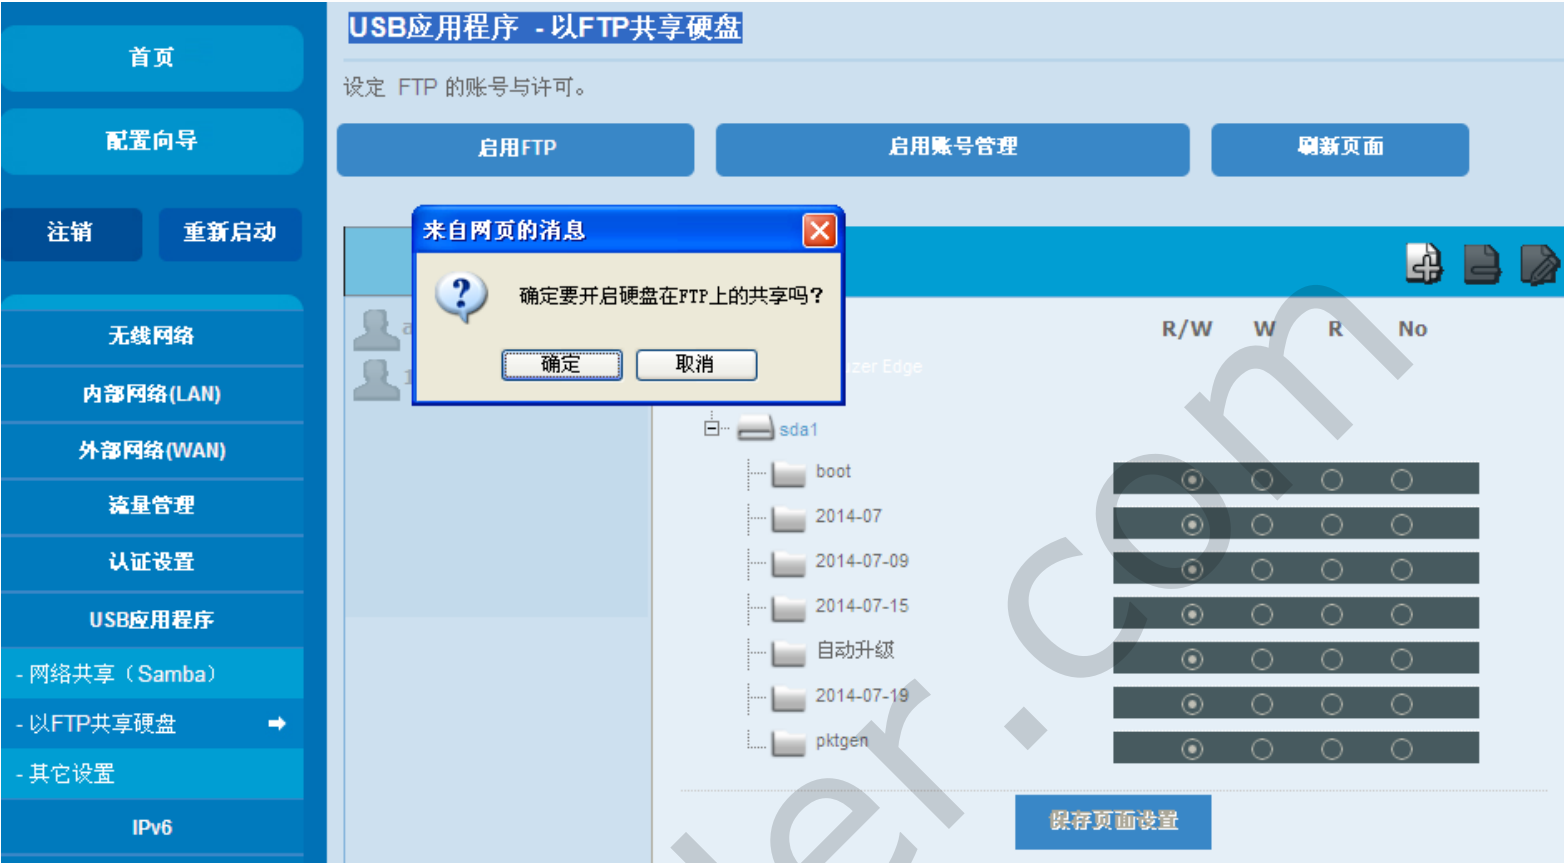 首页
配置向导
注销
重新启动
无线网络
内部网络(LAN)
外部网络(WAN)
流量管理
认证设置
USB应用程序
- 网络共享（Samba）
- 以FTP共享硬盘
- 其它设置
IPv6
USB应用程序 - 以FTP共享硬盘
设定 FTP 的账号与许可。
启用FTP
启用账号管理
刷新页面
来自网页的消息
确定要开启硬盘在FTP上的共享吗?
确定
取消
R/W W R No
zer Edge
sda1
boot
2014-07
2014-07-09
2014-07-15
自动升级
2014-07-19
pktgen
保存页面设置
er.com